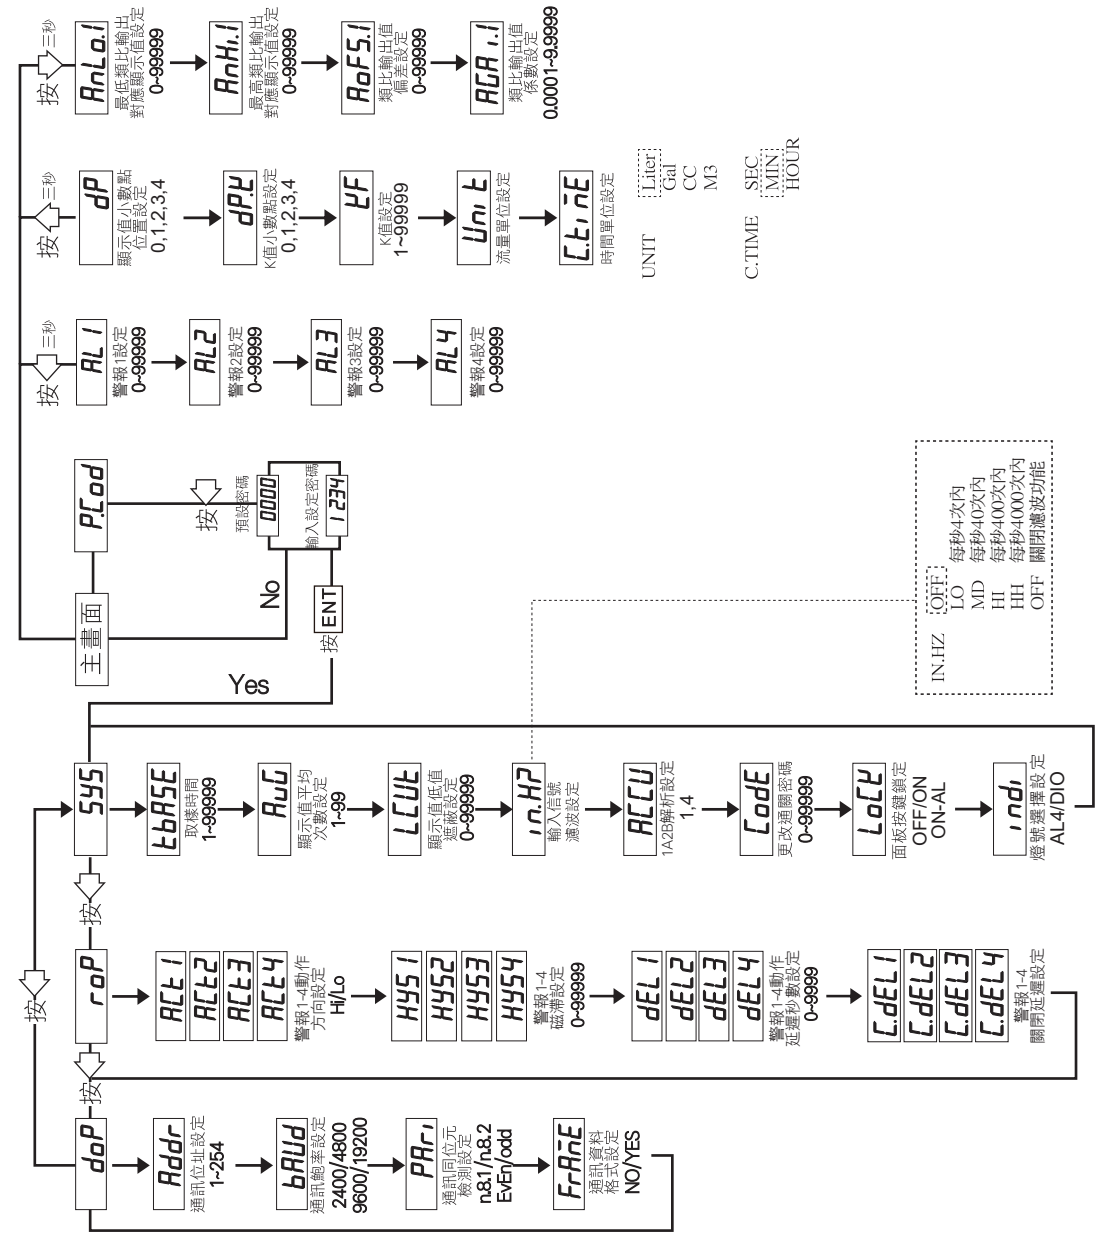 主畫面
P.Cod
按
預設密碼
0000
輸入設定密碼
1234
No
按 ENT
Yes
按 三秒
AL1
警報1設定
0~99999
AL2
警報2設定
0~99999
AL3
警報3設定
0~99999
AL4
警報4設定
0~99999
按 三秒
dP
顯示值小數點
位置設定
0,1,2,3,4
dP.K
K值小數點設定
0,1,2,3,4
KF
K值設定
1~99999
Unit
流量單位設定
C.timE
時間單位設定
UNIT
Liter
Gal
CC
M3
C.TIME
SEC
MIN
HOUR
按 三秒
AnLo.1
最低類比輸出
對應顯示值設定
0~99999
AnHi.1
最高類比輸出
對應顯示值設定
0~99999
AoFS.1
類比輸出值
偏差設定
0~99999
AGAi.1
類比輸出值
係數設定
0.0001~9.9999
SYS
tbASE
取樣時間
1~99999
AvG
顯示值平均
次數設定
1~99
LCUt
顯示值低值
遮蔽設定
0~99999
in.HZ
輸入信號
濾波設定
ACCU
1A2B解析設定
1,4
CodE
更改通關密碼
0~99999
LoCK
面板按鍵鎖定
OFF/ON
ON-AL
indi
燈號選擇設定
AL4/DIO
IN.HZ
OFF
LO 每秒4次內
MD 每秒40次內
HI 每秒400次內
HH 每秒4000次內
OFF 關閉濾波功能
按
按
roP
ACt1
ACt2
ACt3
ACt4
警報1-4動作
方向設定
Hi/Lo
HYS1
HYS2
HYS3
HYS4
警報1-4
磁滯設定
0~99999
dEL1
dEL2
dEL3
dEL4
警報1-4動作
延遲秒數設定
0~9999
C.dEL1
C.dEL2
C.dEL3
C.dEL4
警報1-4
關閉延遲設定
按
doP
Addr
通訊位址設定
1~254
bAUd
通訊鮑率設定
2400/4800
9600/19200
PAri
通訊同位元
檢測設定
n.8.1/n.8.2
EvEn/odd
FrAmE
通訊資料
格式設定
NO/YES